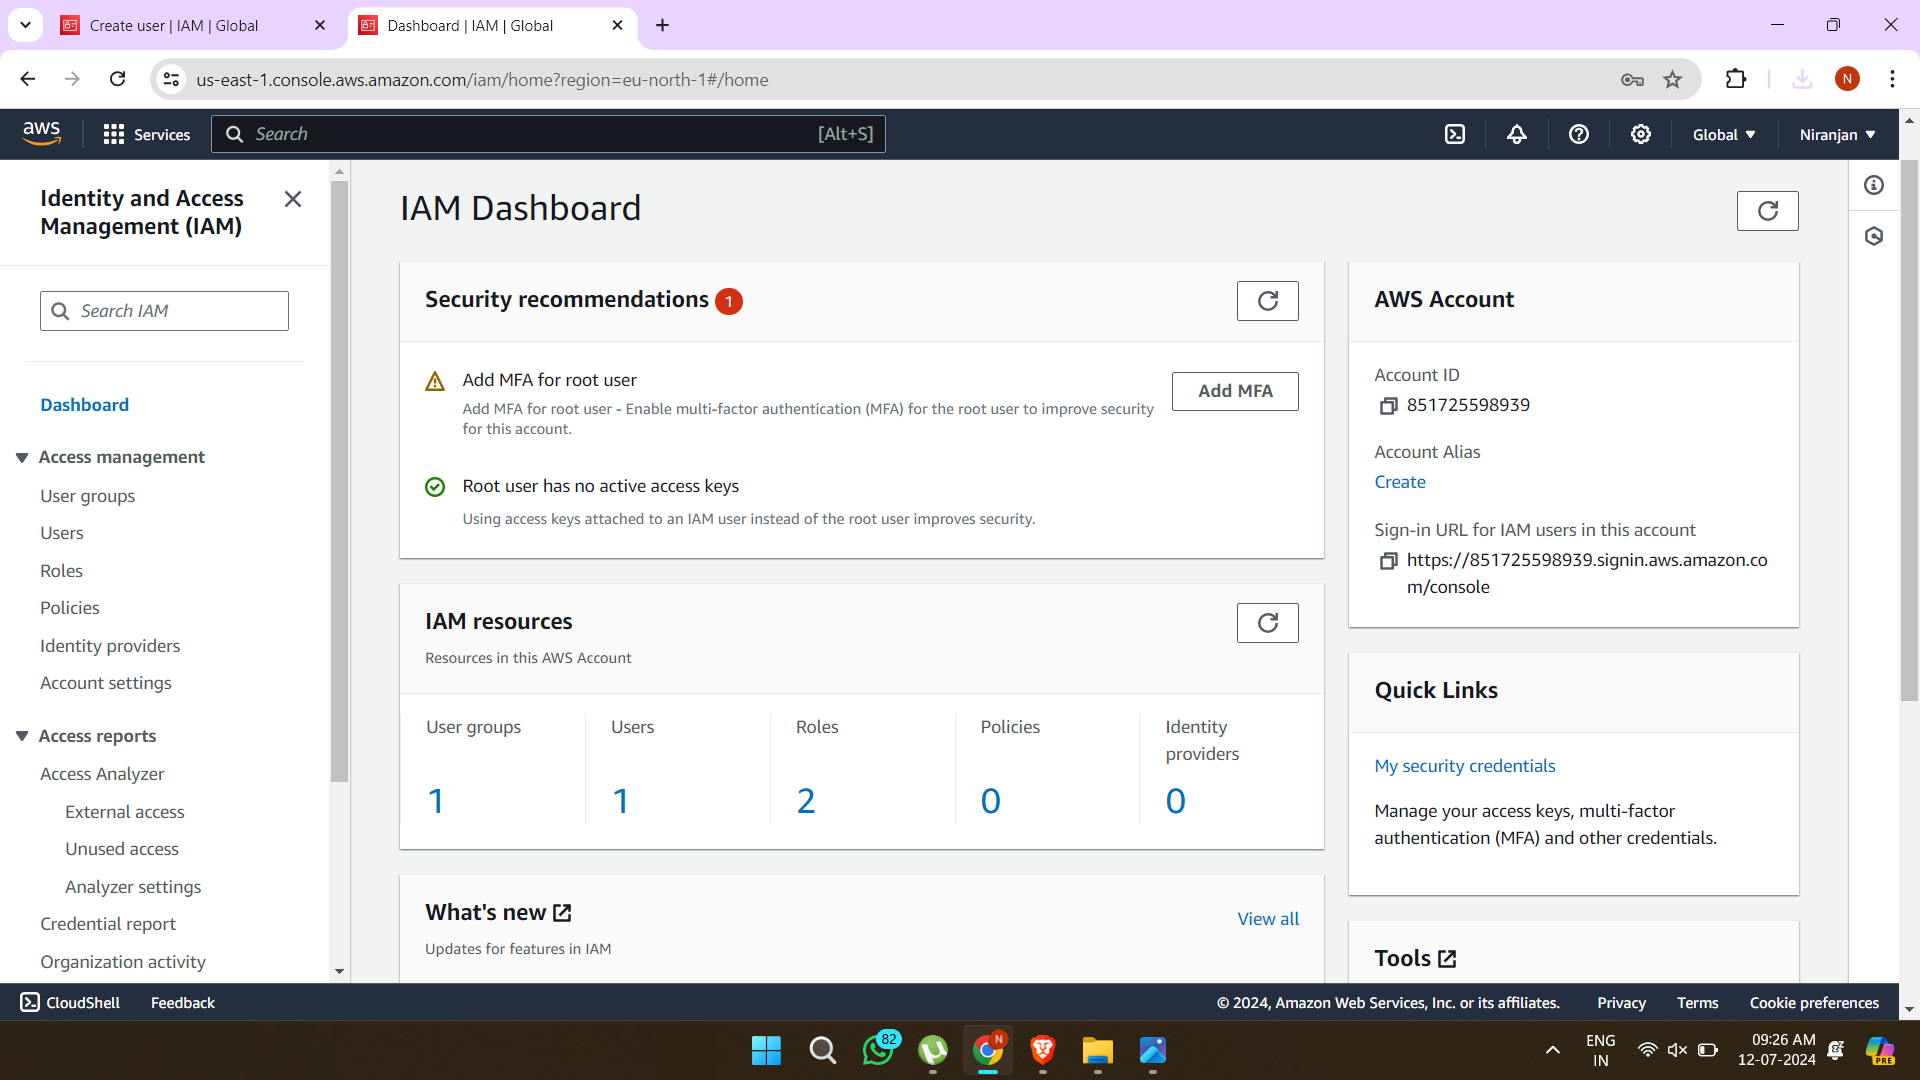 Create user | IAM | Global
Dashboard | IAM | Global
us-east-1.console.aws.amazon.com/iam/home?region=eu-north-1#/home
N
aws
Services
Search
[Alt+S]
Global
Niranjan
Identity and Access
Management (IAM)
Search IAM
Dashboard
Access management
User groups
Users
Roles
Policies
Identity providers
Account settings
Access reports
Access Analyzer
External access
Unused access
Analyzer settings
Credential report
Organization activity
IAM Dashboard
Security recommendations 1
Add MFA for root user
Add MFA for root user - Enable multi-factor authentication (MFA) for the root user to improve security
for this account.
Add MFA
Root user has no active access keys
Using access keys attached to an IAM user instead of the root user improves security.
IAM resources
Resources in this AWS Account
User groups
1
Users
1
Roles
2
Policies
0
Identity
providers
0
What's new
Updates for features in IAM
View all
AWS Account
Account ID
851725598939
Account Alias
Create
Sign-in URL for IAM users in this account
https://851725598939.signin.aws.amazon.co
m/console
Quick Links
My security credentials
Manage your access keys, multi-factor
authentication (MFA) and other credentials.
Tools
CloudShell
Feedback
© 2024, Amazon Web Services, Inc. or its affiliates.
Privacy
Terms
Cookie preferences
82
N
ENG
IN
09:26 AM
12-07-2024
PRE